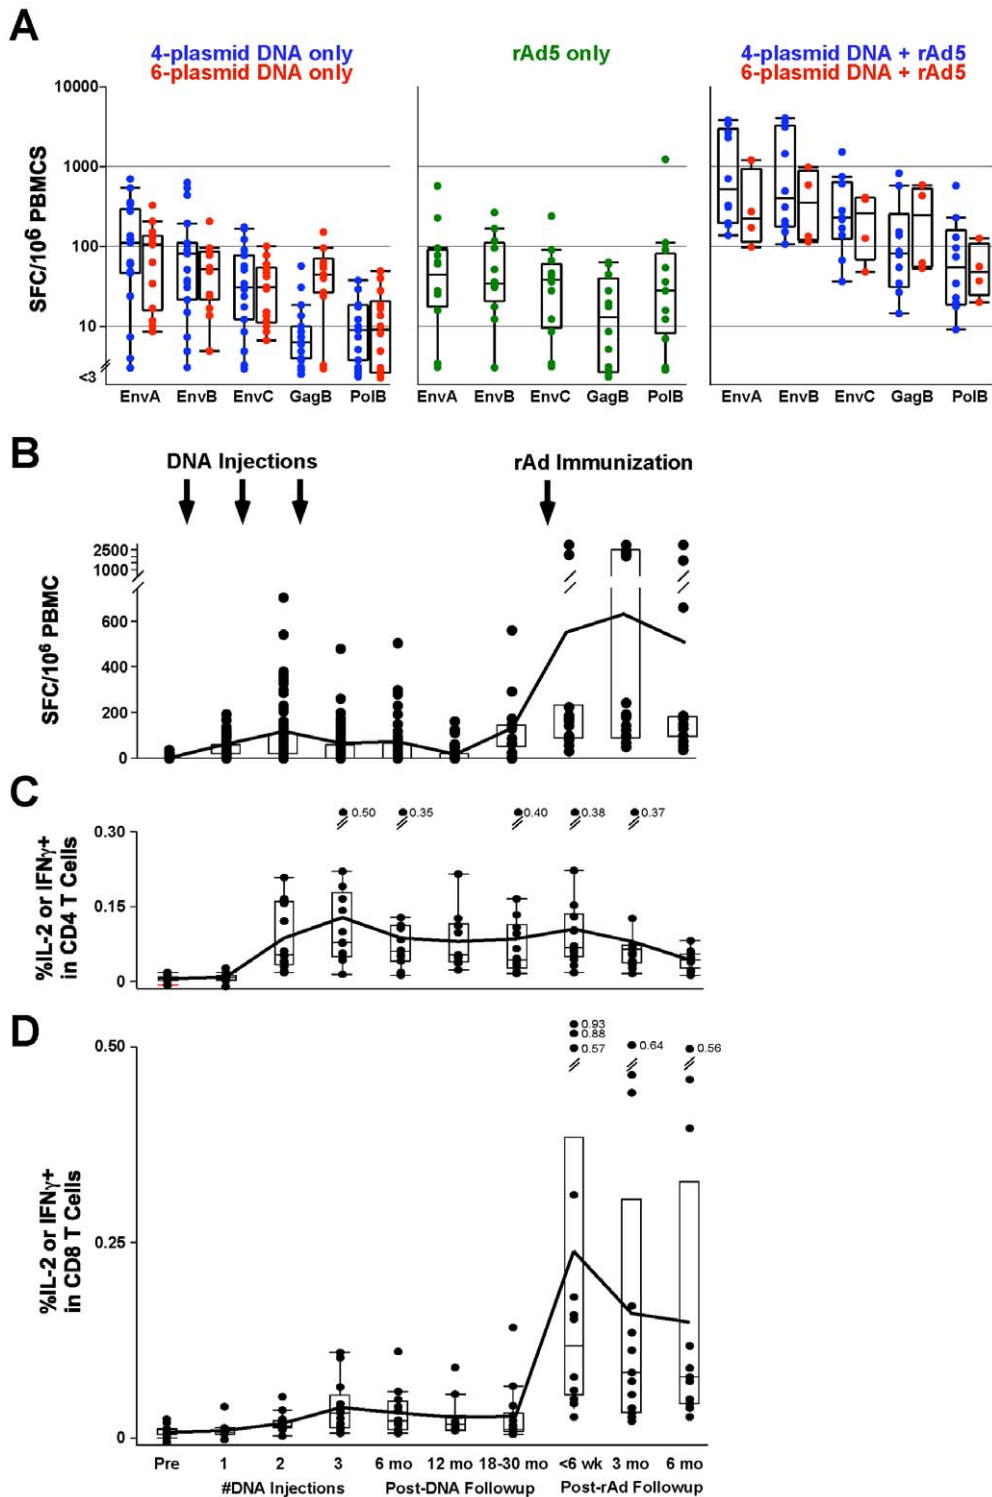 A
4-plasmid DNA only
6-plasmid DNA only
rAd5 only
4-plasmid DNA + rAd5
6-plasmid DNA + rAd5
SFC/10⁶ PBMCS
10000
1000
100
10
<3
EnvA EnvB EnvC GagB PolB
EnvA EnvB EnvC GagB PolB
EnvA EnvB EnvC GagB PolB
B
DNA Injections
rAd Immunization
SFC/10⁶ PBMC
2500
1000
600
400
200
0
C
%IL-2 or IFNγ+
in CD4 T Cells
0.30
0.15
0
0.50
0.35
0.40
0.38
0.37
D
%IL-2 or IFNγ+
in CD8 T Cells
0.50
0.25
0
0.93
0.88
0.57
0.64
0.56
Pre 1 2 3 6 mo 12 mo 18-30 mo <6 wk 3 mo 6 mo
#DNA Injections Post-DNA Followup Post-rAd Followup